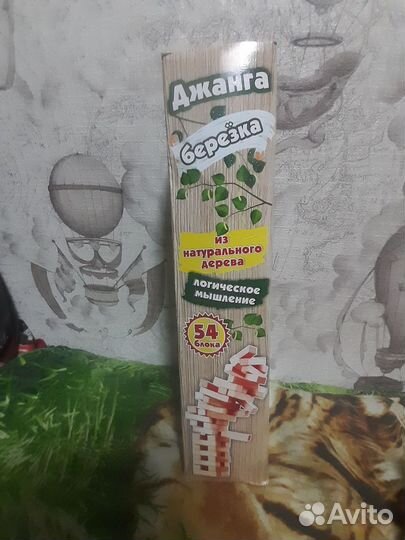 Джанга
берёзка
из
натурального
дерева
логическое
мышление
54
блока
Avito